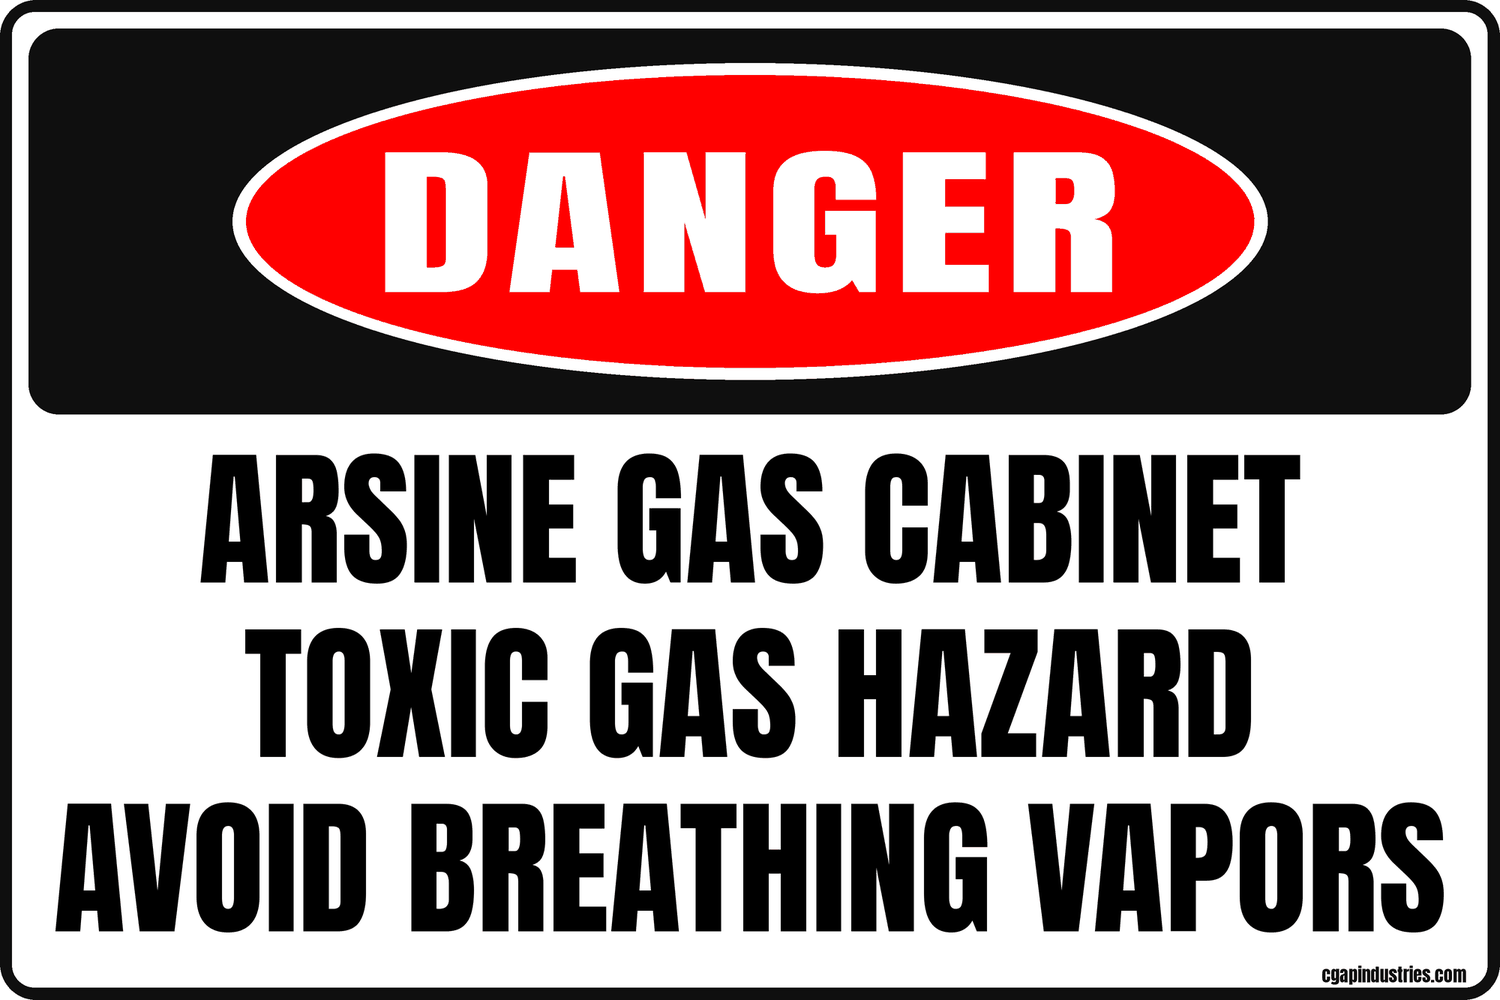 DANGER
ARSINE GAS CABINET
TOXIC GAS HAZARD
AVOID BREATHING VAPORS
cgapindustries.com